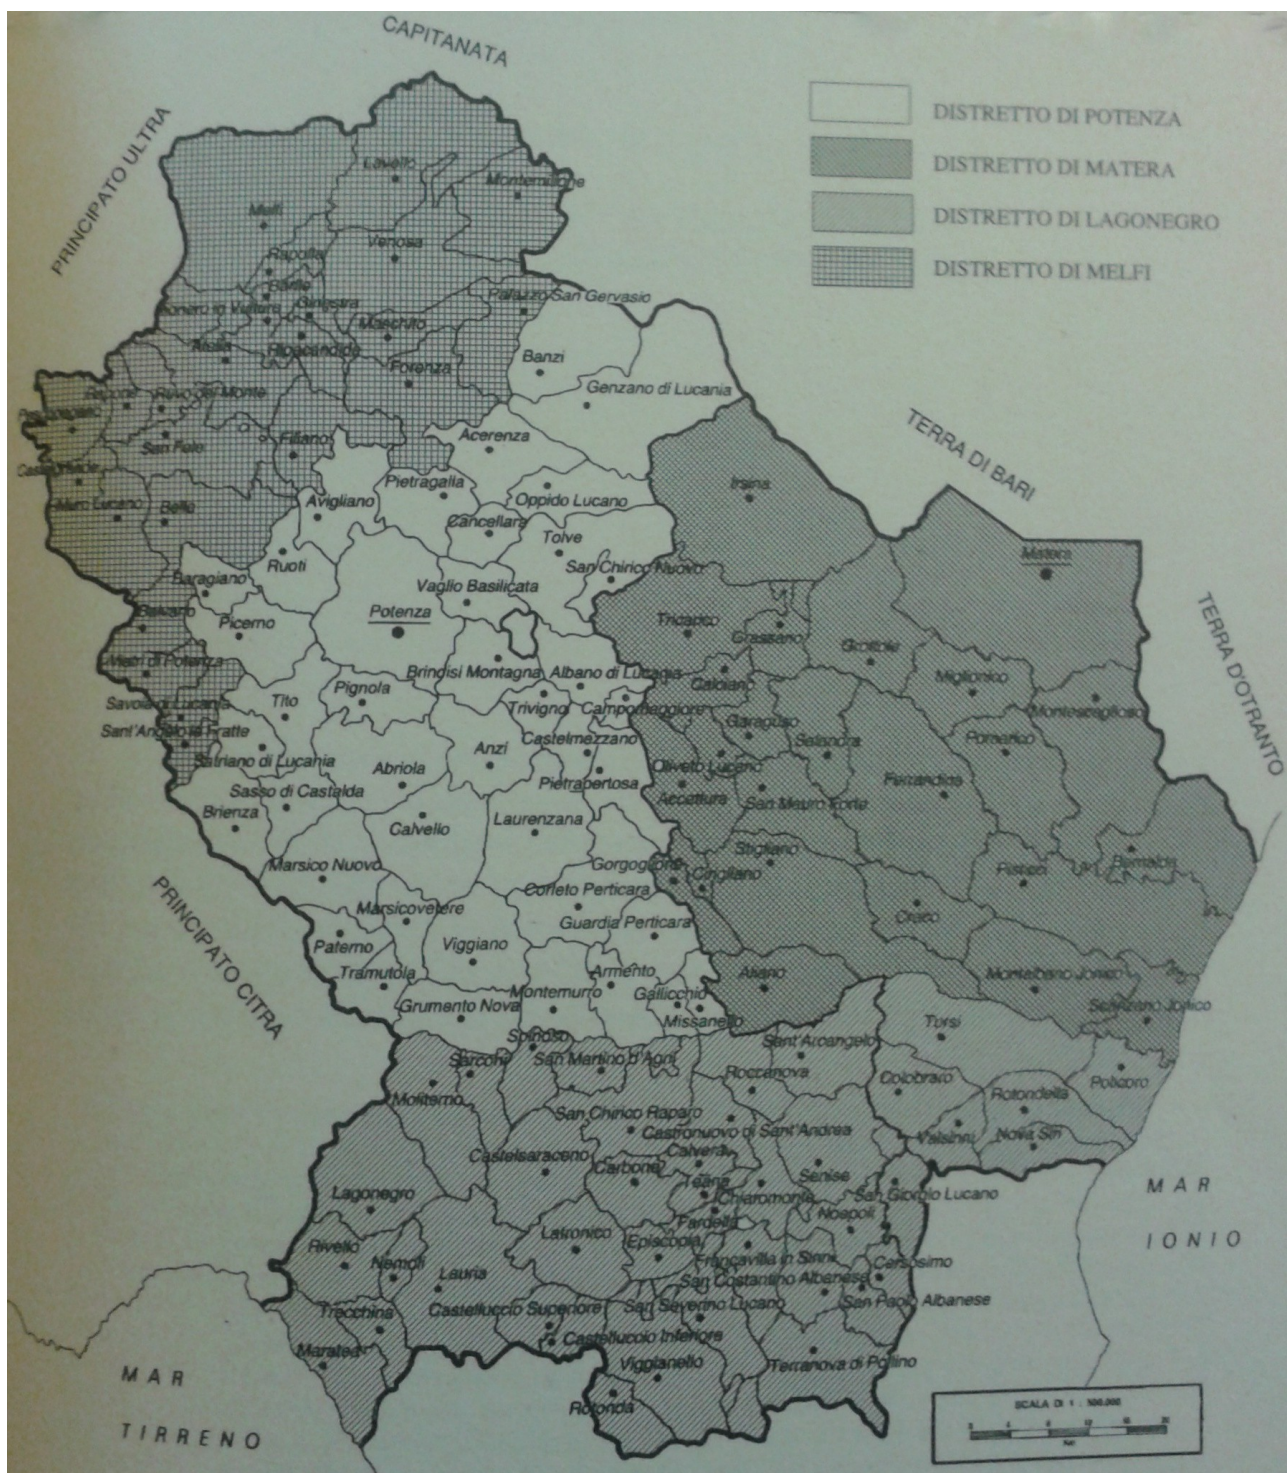 CAPITANATA
PRINCIPATO ULTRA
DISTRETTO DI POTENZA
DISTRETTO DI MATERA
DISTRETTO DI LAGONEGRO
DISTRETTO DI MELFI
Lavello
Montemilone
Melfi
Venosa
Rapolla
Barile
Ginestra
Palazzo San Gervasio
Maschito
Atella
Ripacandida
Forenza
Banzi
Genzano di Lucania
Rapone
Ruvo del Monte
TERRA DI BARI
San Fele
Filiano
Acerenza
Pietragalla
Irsina
Oppido Lucano
Avigliano
Muro Lucano
Bella
Cancellara
Tolve
Matera
Ruoti
San Chirico Nuovo
Baragiano
Vaglio Basilicata
Balvano
Potenza
Picerno
Tricarico
Grassano
Grottole
TERRA D'OTRANTO
Vietri di Potenza
Brindisi Montagna
Albano di Lucania
Calciano
Miglionico
Pignola
Tito
Savoia di Lucania
Trivigno
Campomaggiore
Montescaglioso
Garaguso
Sant'Angelo le Fratte
Castelmezzano
Salandra
Pomarico
Anzi
Satriano di Lucania
Abriola
Oliveto Lucano
Pietrapertosa
Ferrandina
Sasso di Castalda
Accettura
San Mauro Forte
Brienza
Calvello
Laurenzana
Stigliano
Marsico Nuovo
Gorgoglione
Cirigliano
Pisticci
Bernalda
Corleto Perticara
Marsicovetere
Guardia Perticara
Craco
PRINCIPATO CITRA
Paterno
Viggiano
Tramutola
Armento
Aliano
Montalbano Jonico
Montemurro
Gallicchio
Grumento Nova
Missanello
Scanzano Jonico
Tursi
Spinoso
Sant'Arcangelo
Sarconi
San Martino d'Agri
Roccanova
Colobraro
Policoro
Moliterno
Rotondella
San Chirico Raparo
Castronuovo di Sant'Andrea
Valsinni
Nova Siri
Castelsaraceno
Calvera
Carbone
Teana
Senise
MAR
IONIO
Lagonegro
Chiaromonte
San Giorgio Lucano
Fardella
Noepoli
Latronico
Episcopia
Rivello
Nemoli
Francavilla in Sinni
Cersosimo
Lauria
San Costantino Albanese
San Paolo Albanese
Trecchina
Castelluccio Superiore
San Severino Lucano
Castelluccio Inferiore
Maratea
Viggianello
Terranova di Pollino
MAR
TIRRENO
Rotonda
SCALA DI 1 : 500.000
Km